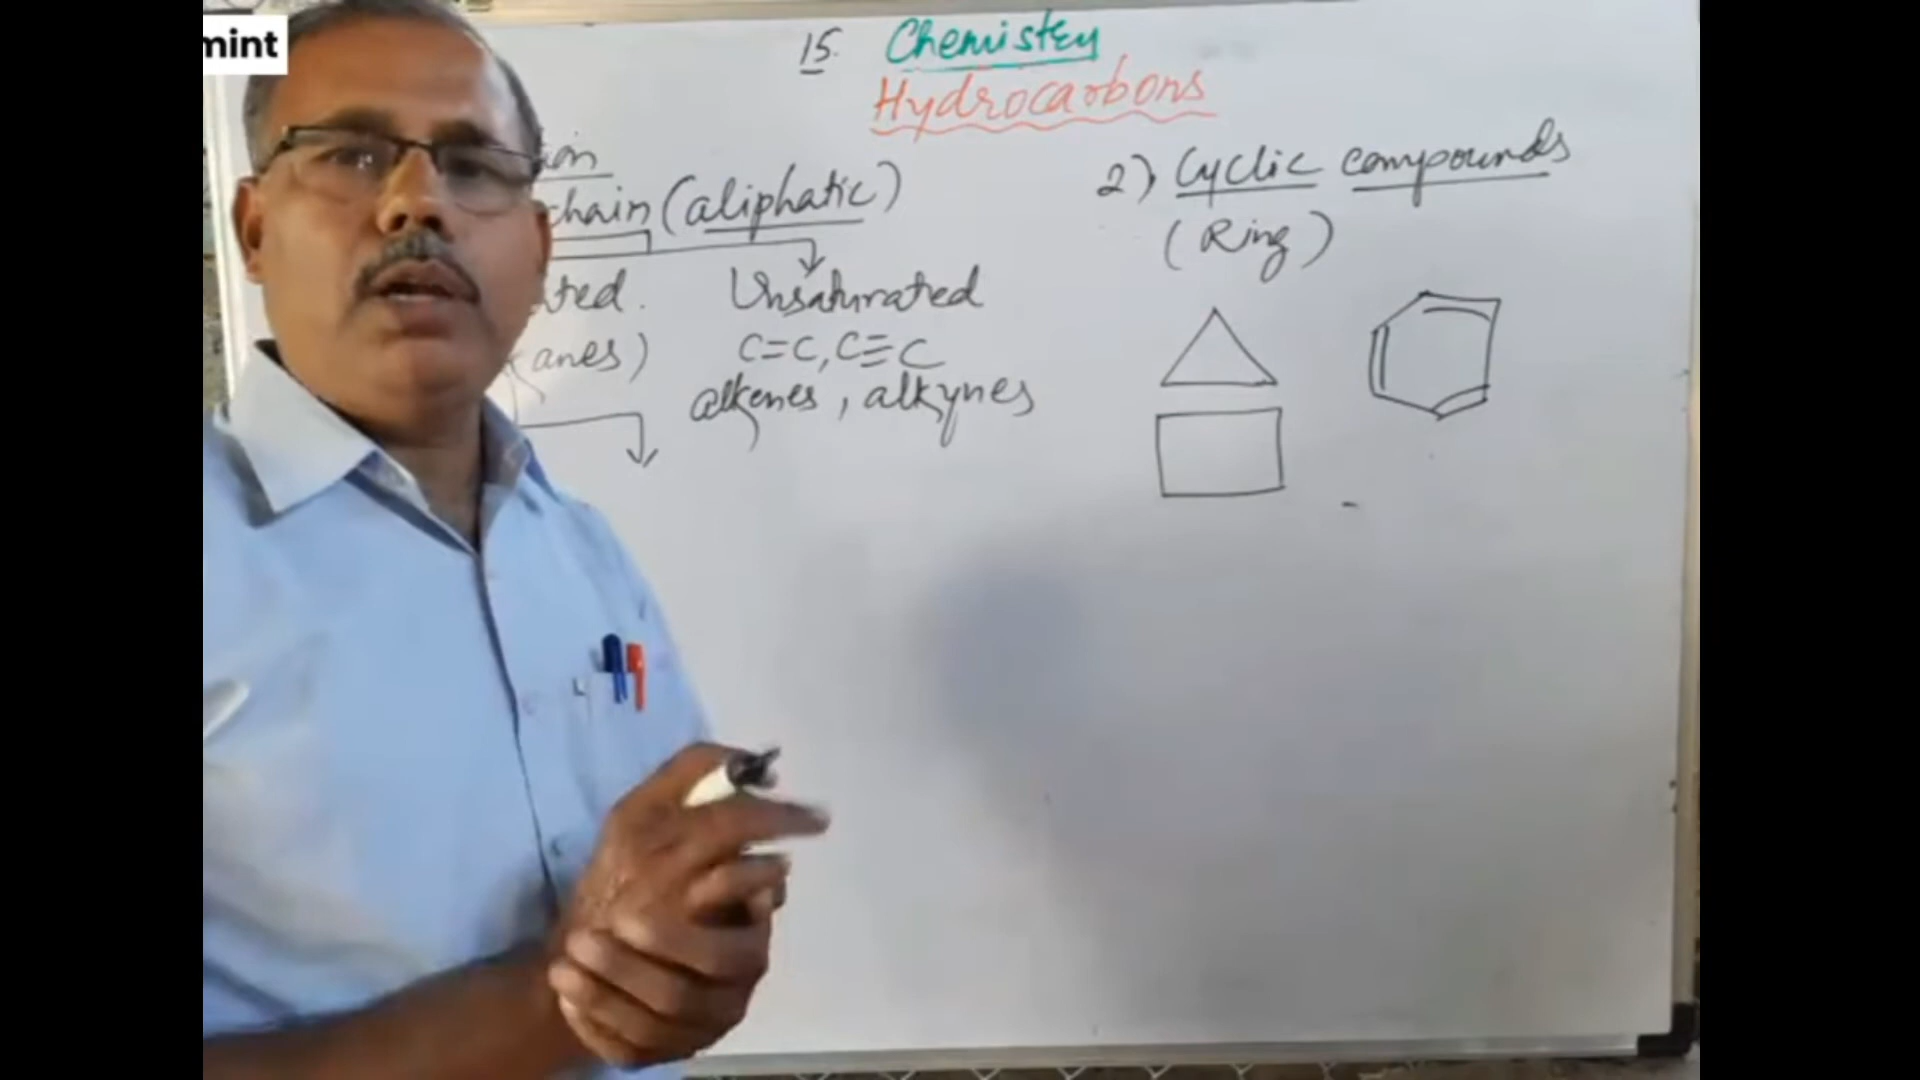 mint
15. Chemistry
Hydrocarbons
chain (aliphatic)
Unsaturated
C=C, C≡C
anes)
alkenes, alkynes
2) Cyclic compounds
(Ring)